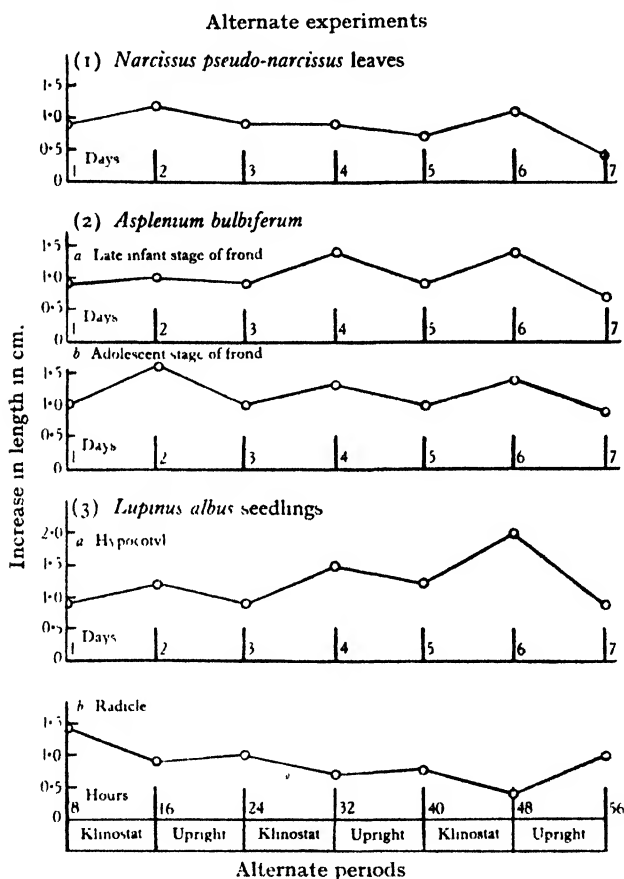 Alternate experiments
(1) Narcissus pseudo-narcissus leaves
1·5
1·0
0·5
0
Days
1 2 3 4 5 6 7
(2) Asplenium bulbiferum
a Late infant stage of frond
1·5
1·0
0·5
0
Days
1 2 3 4 5 6 7
b Adolescent stage of frond
1·5
1·0
0·5
0
Days
1 2 3 4 5 6 7
(3) Lupinus albus seedlings
a Hypocotyl
2·0
1·5
1·0
0·5
0
Days
1 2 3 4 5 6 7
b Radicle
1·5
1·0
0·5
0
Hours
8 16 24 32 40 48 56
Klinostat Upright Klinostat Upright Klinostat Upright
Alternate periods
Increase in length in cm.